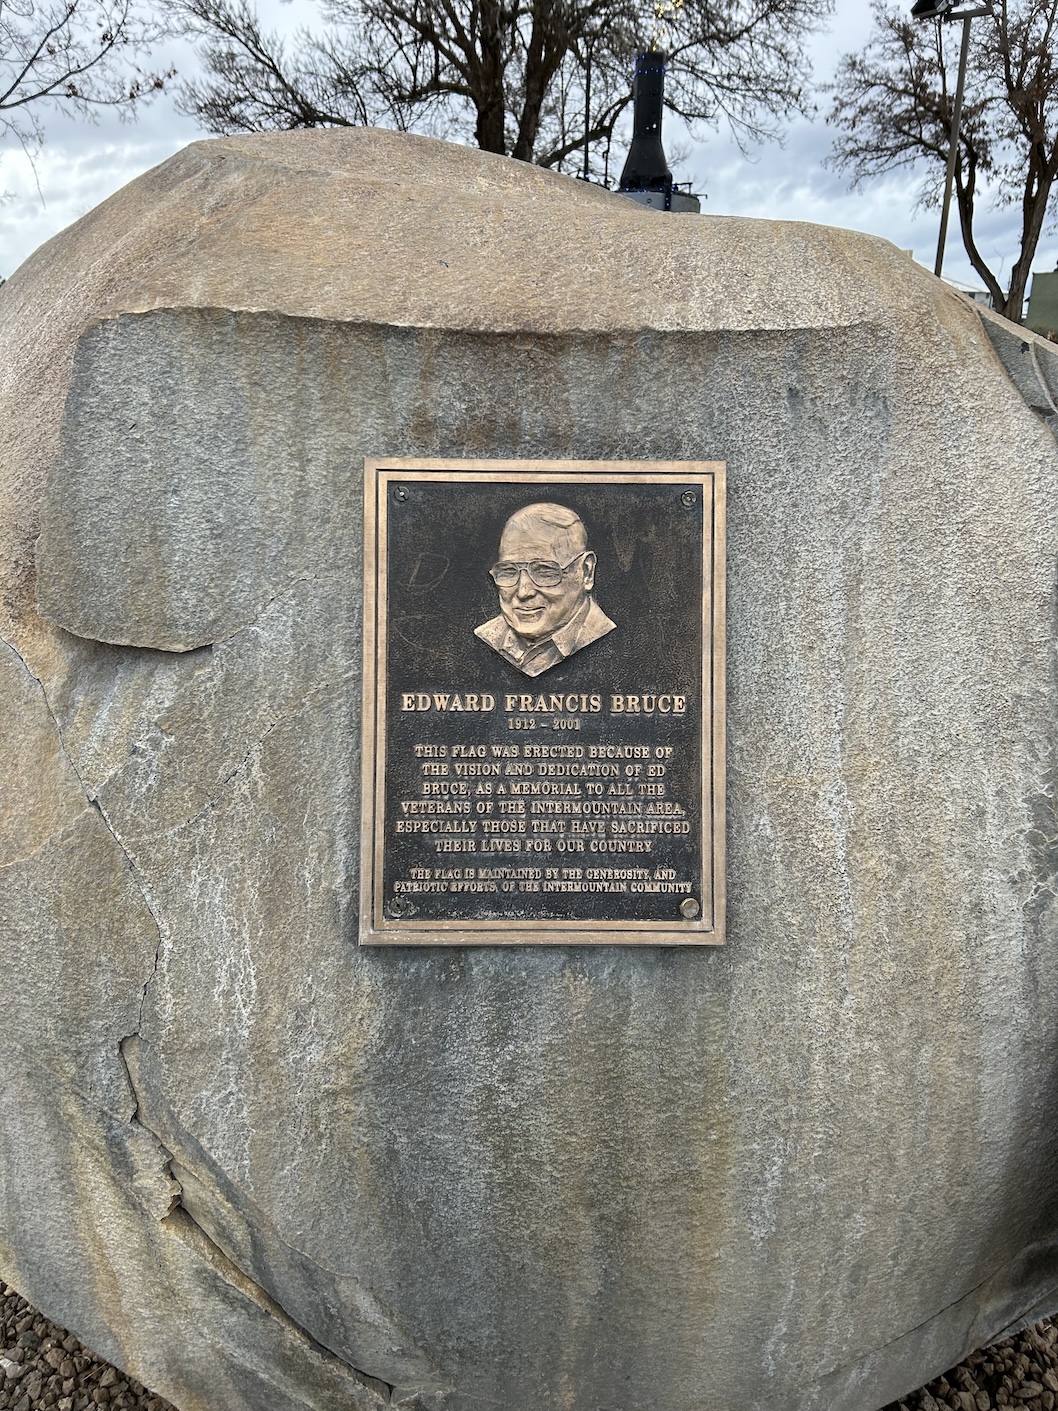 EDWARD FRANCIS BRUCE
1912 – 2001
THIS FLAG WAS ERECTED BECAUSE OF
THE VISION AND DEDICATION OF ED
BRUCE, AS A MEMORIAL TO ALL THE
VETERANS OF THE INTERMOUNTAIN AREA,
ESPECIALLY THOSE THAT HAVE SACRIFICED
THEIR LIVES FOR OUR COUNTRY
THE FLAG IS MAINTAINED BY THE GENEROSITY, AND
PATRIOTIC EFFORTS, OF THE INTERMOUNTAIN COMMUNITY